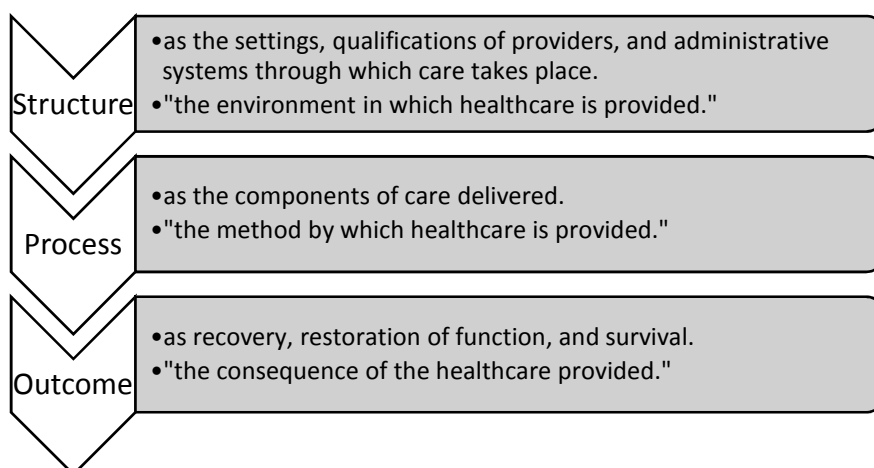 Structure
•as the settings, qualifications of providers, and administrative
systems through which care takes place.
•"the environment in which healthcare is provided."
Process
•as the components of care delivered.
•"the method by which healthcare is provided."
Outcome
•as recovery, restoration of function, and survival.
•"the consequence of the healthcare provided."